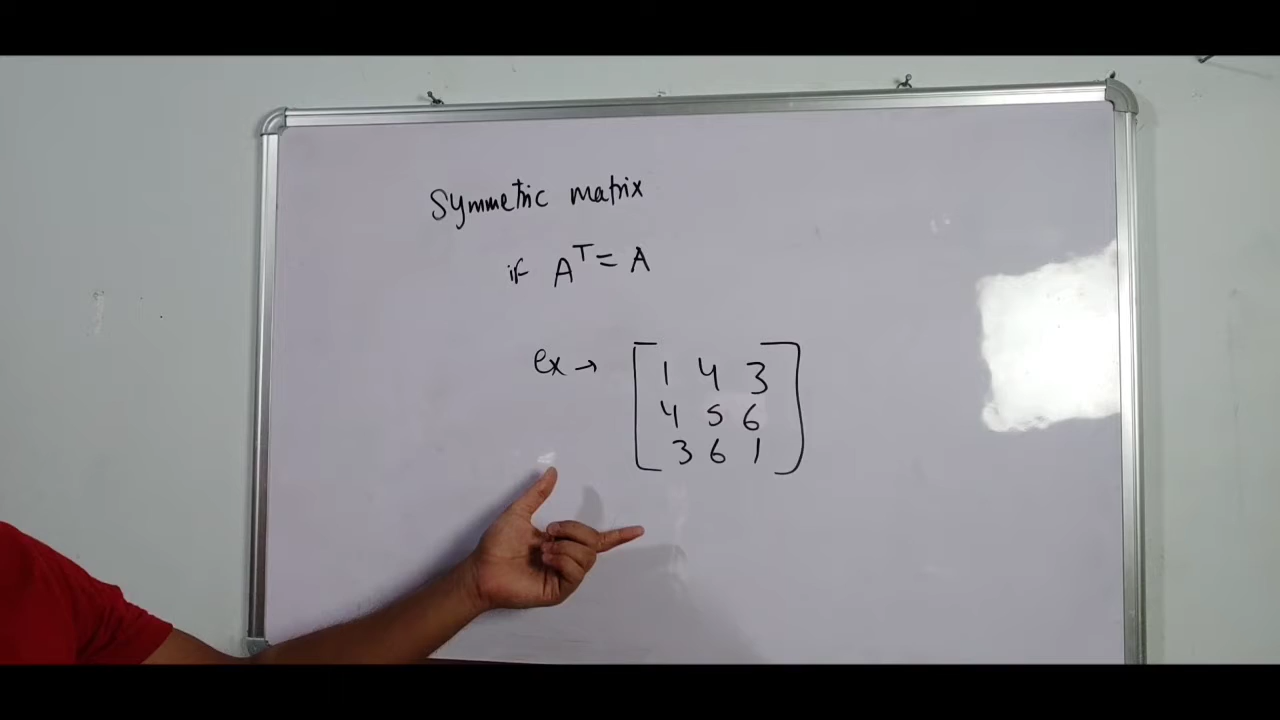 Symmetric matrix
if A^T = A
ex → [1 4 3
4 5 6
3 6 1]